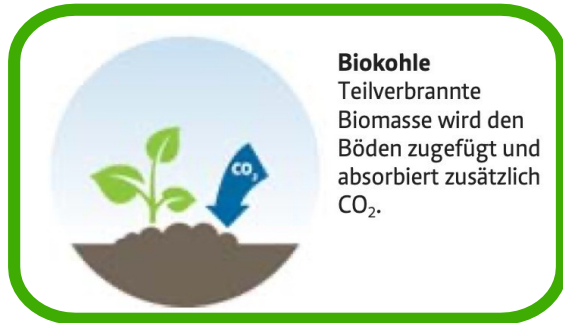 Biokohle
Teilverbrannte
Biomasse wird den
Böden zugefügt und
absorbiert zusätzlich
CO₂.
CO₂